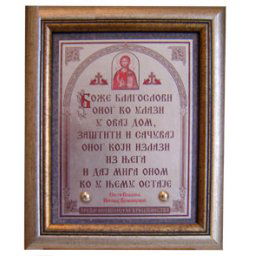 Боже благослови
оног ко улази
у овај дом,
заштити и сачувај
оног који излази
из њега
и дај мира оном
ко у њему остаје